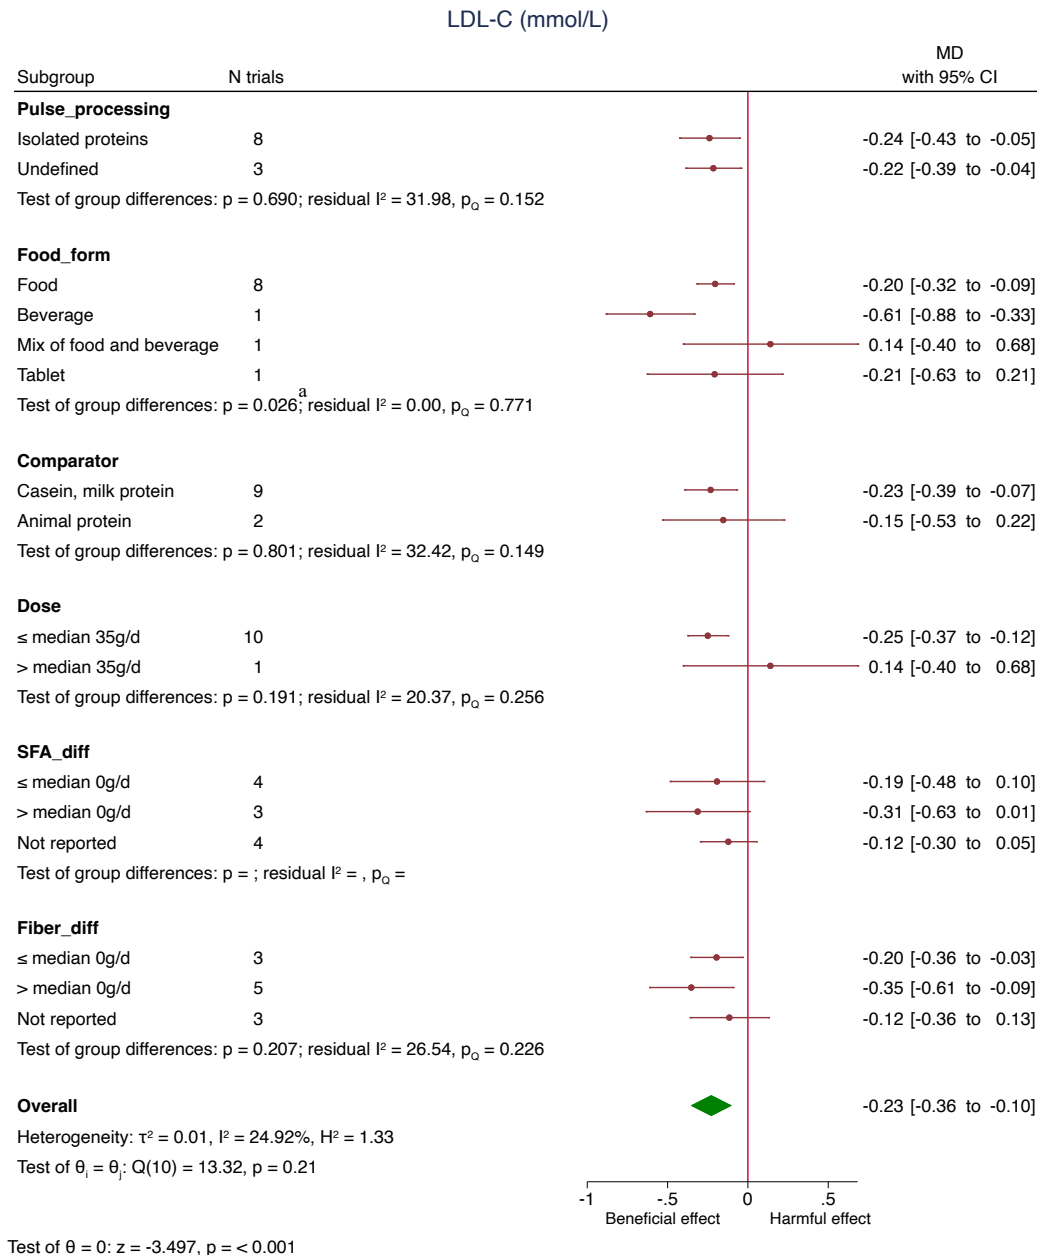 LDL-C (mmol/L)
MD
Subgroup N trials with 95% CI
Pulse_processing
Isolated proteins 8 -0.24 [-0.43 to -0.05]
Undefined 3 -0.22 [-0.39 to -0.04]
Test of group differences: p = 0.690; residual I² = 31.98, pQ = 0.152
Food_form
Food 8 -0.20 [-0.32 to -0.09]
Beverage 1 -0.61 [-0.88 to -0.33]
Mix of food and beverage 1 0.14 [-0.40 to 0.68]
Tablet 1 -0.21 [-0.63 to 0.21]
Test of group differences: p = 0.026;ᵃ residual I² = 0.00, pQ = 0.771
Comparator
Casein, milk protein 9 -0.23 [-0.39 to -0.07]
Animal protein 2 -0.15 [-0.53 to 0.22]
Test of group differences: p = 0.801; residual I² = 32.42, pQ = 0.149
Dose
≤ median 35g/d 10 -0.25 [-0.37 to -0.12]
> median 35g/d 1 0.14 [-0.40 to 0.68]
Test of group differences: p = 0.191; residual I² = 20.37, pQ = 0.256
SFA_diff
≤ median 0g/d 4 -0.19 [-0.48 to 0.10]
> median 0g/d 3 -0.31 [-0.63 to 0.01]
Not reported 4 -0.12 [-0.30 to 0.05]
Test of group differences: p = ; residual I² = , pQ =
Fiber_diff
≤ median 0g/d 3 -0.20 [-0.36 to -0.03]
> median 0g/d 5 -0.35 [-0.61 to -0.09]
Not reported 3 -0.12 [-0.36 to 0.13]
Test of group differences: p = 0.207; residual I² = 26.54, pQ = 0.226
Overall -0.23 [-0.36 to -0.10]
Heterogeneity: τ² = 0.01, I² = 24.92%, H² = 1.33
Test of θᵢ = θⱼ: Q(10) = 13.32, p = 0.21
-1 -.5 0 .5
Beneficial effect Harmful effect
Test of θ = 0: z = -3.497, p = < 0.001